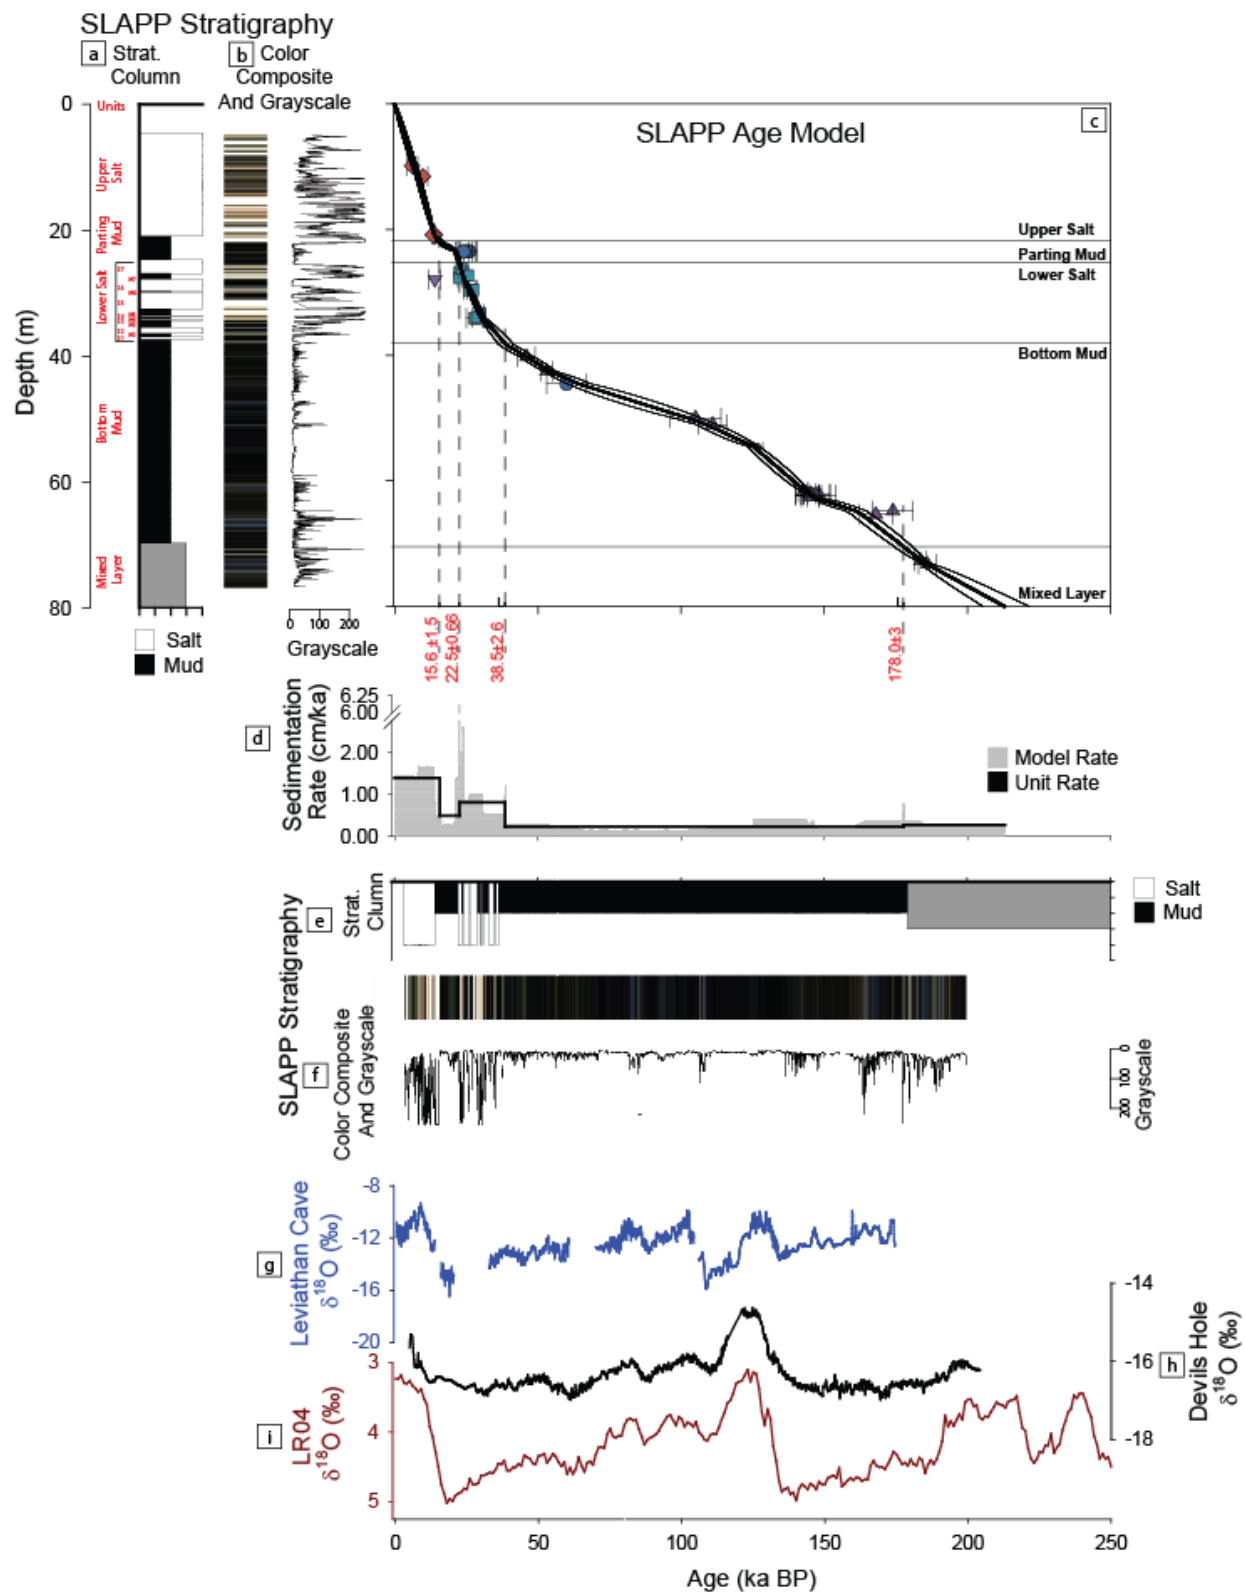 SLAPP Stratigraphy
a Strat. Column
b Color Composite And Grayscale
Units
Upper Salt
Parting Mud
Lower Salt
Bottom Mud
Mixed Layer
Depth (m)
0
20
40
60
80
Salt
Mud
0 100 200
Grayscale
c
SLAPP Age Model
Upper Salt
Parting Mud
Lower Salt
Bottom Mud
Mixed Layer
15.6±1.5
22.5±0.66
38.5±2.6
178.0±3
d
Sedimentation Rate (cm/ka)
6.25
6.00
2.00
1.00
0.00
Model Rate
Unit Rate
SLAPP Stratigraphy
e
Strat. Clumn
Salt
Mud
f
Color Composite And Grayscale
0
100
200
Grayscale
g
Leviathan Cave
δ18O (‰)
-8
-12
-16
-20
h
Devils Hole
δ18O (‰)
-14
-16
-18
i
LR04
δ18O (‰)
3
4
5
0 50 100 150 200 250
Age (ka BP)